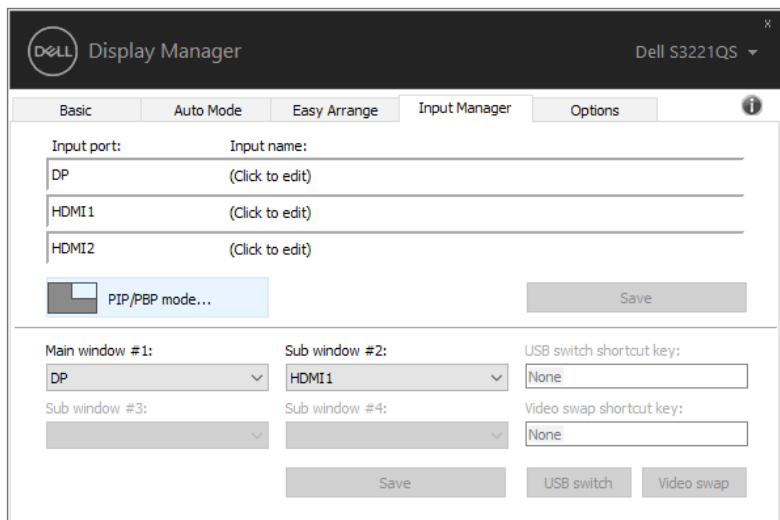 x
DELL Display Manager Dell S3221QS
Basic Auto Mode Easy Arrange Input Manager Options i
Input port: Input name:
DP (Click to edit)
HDMI1 (Click to edit)
HDMI2 (Click to edit)
PIP/PBP mode... Save
Main window #1: Sub window #2: USB switch shortcut key:
DP HDMI1 None
Sub window #3: Sub window #4: Video swap shortcut key:
None
Save USB switch Video swap